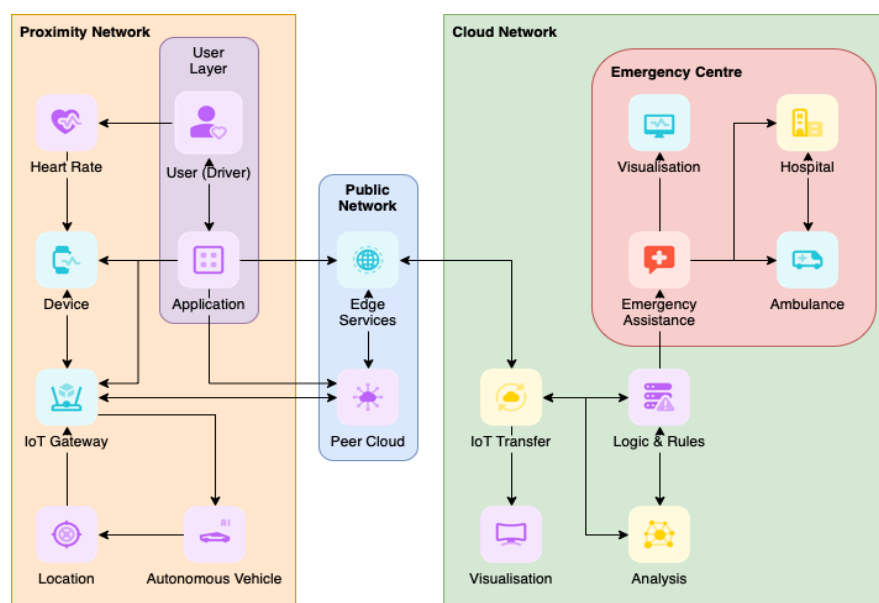 Proximity Network
User
Layer
Heart Rate
User (Driver)
Device
Application
IoT Gateway
Location
AI
Autonomous Vehicle
Public
Network
Edge
Services
Peer Cloud
Cloud Network
Emergency Centre
Visualisation
Hospital
Emergency
Assistance
Ambulance
IoT Transfer
Logic & Rules
Visualisation
Analysis